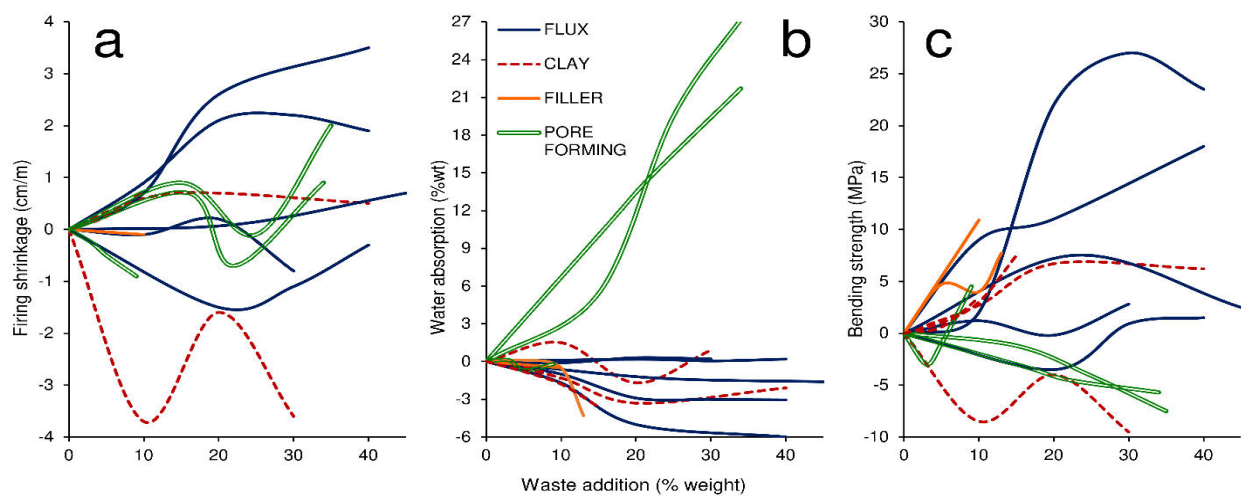 a
Firing shrinkage (cm/m)
4
3
2
1
0
-1
-2
-3
-4
0 10 20 30 40
b
Water absorption (%wt)
27
24
21
18
15
12
9
6
3
0
-3
-6
0 10 20 30 40
FLUX
CLAY
FILLER
PORE
FORMING
Waste addition (% weight)
c
Bending strength (MPa)
30
25
20
15
10
5
0
-5
-10
0 10 20 30 40